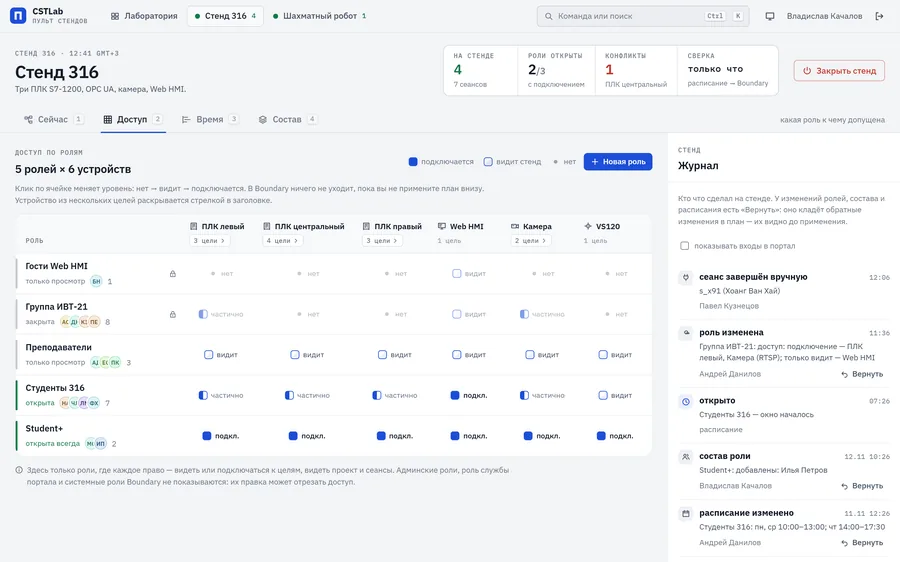 CSTLab
ПУЛЬТ СТЕНДОВ
Лаборатория
Стенд 316 4
Шахматный робот 1
Команда или поиск
Ctrl K
Владислав Качалов
СТЕНД 316 · 12:41 GMT+3
Стенд 316
Три ПЛК S7-1200, OPC UA, камера, Web HMI.
НА СТЕНДЕ
4
7 сеансов
РОЛИ ОТКРЫТЫ
2/3
с подключением
КОНФЛИКТЫ
1
ПЛК центральный
СВЕРКА
только что
расписание → Boundary
Закрыть стенд
Сейчас 1
Доступ 2
Время 3
Состав 4
какая роль к чему допущена
ДОСТУП ПО РОЛЯМ
5 ролей × 6 устройств
подключается
видит стенд
нет
+ Новая роль
Клик по ячейке меняет уровень: нет → видит → подключается. В Boundary ничего не уходит, пока вы не примените план внизу.
Устройство из нескольких целей раскрывается стрелкой в заголовке.
РОЛЬ
ПЛК левый
3 цели >
ПЛК центральный
4 цели >
ПЛК правый
3 цели >
Web HMI
1 цель
Камера
2 цели >
VS120
1 цель
Гости Web HMI
только просмотр БН 1
нет нет нет видит нет нет
Группа ИВТ-21
закрыта ПЕ 8
частично нет нет видит частично нет
Преподаватели
только просмотр ПК 3
видит видит видит видит видит видит
Студенты 316
открыта ФХ 7
частично частично частично подкл. частично видит
Student+
открыта всегда ИП 2
подкл. подкл. подкл. подкл. подкл. подкл.
Здесь только роли, где каждое право — видеть или подключаться к целям, видеть проект и сеансы. Админские роли, роль службы
портала и системные роли Boundary не показываются: их правка может отрезать доступ.
СТЕНД
Журнал
Кто что сделал на стенде. У изменений ролей, состава и
расписания есть «Вернуть»: оно кладёт обратные
изменения в план — их видно до применения.
показывать входы в портал
сеанс завершён вручную 12:06
s_x91 (Хоанг Ван Хай)
Павел Кузнецов
роль изменена 11:36
Группа ИВТ-21: доступ: подключение — ПЛК
левый, Камера (RTSP); только видит — Web HMI
Андрей Данилов Вернуть
открыто 07:26
Студенты 316 — окно началось
расписание
состав роли 12.11 10:26
Student+: добавлены: Илья Петров
Владислав Качалов Вернуть
расписание изменено 11.11 12:26
Студенты 316: пн, ср 10:00–13:00; чт 14:00–17:30
Андрей Данилов Вернуть